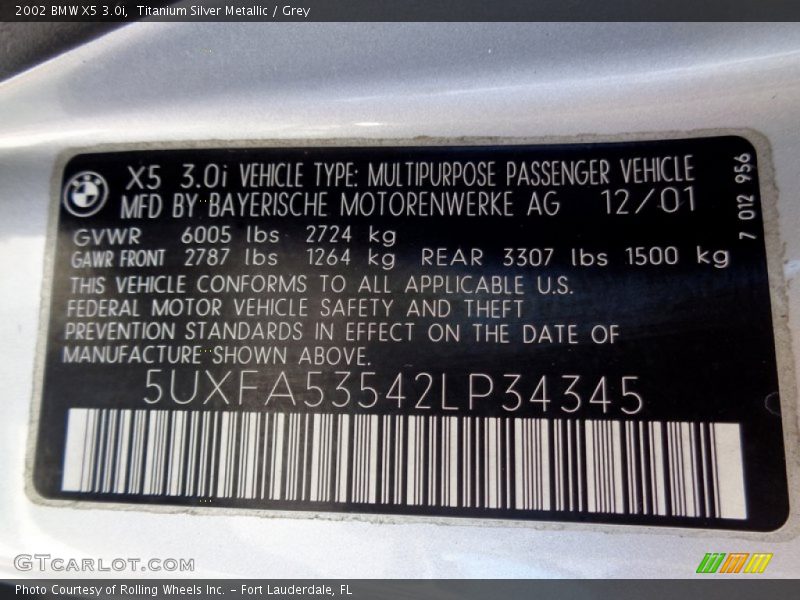 2002 BMW X5 3.0i, Titanium Silver Metallic / Grey
X5 3.0i VEHICLE TYPE: MULTIPURPOSE PASSENGER VEHICLE
MFD BY BAYERISCHE MOTORENWERKE AG 12/01
7 012 956
GVWR 6005 lbs 2724 kg
GAWR FRONT 2787 lbs 1264 kg REAR 3307 lbs 1500 kg
THIS VEHICLE CONFORMS TO ALL APPLICABLE U.S.
FEDERAL MOTOR VEHICLE SAFETY AND THEFT
PREVENTION STANDARDS IN EFFECT ON THE DATE OF
MANUFACTURE SHOWN ABOVE.
5UXFA53542LP34345
GTCARLOT.COM
Photo Courtesy of Rolling Wheels Inc. – Fort Lauderdale, FL